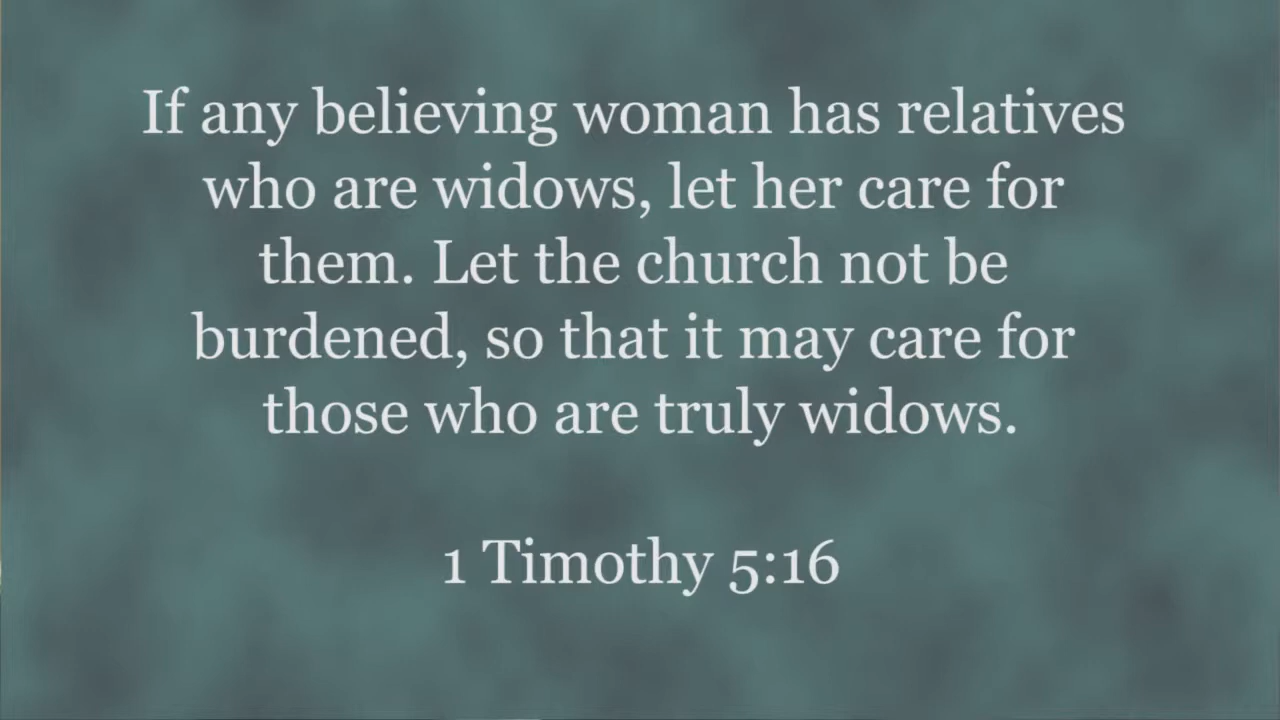 If any believing woman has relatives
who are widows, let her care for
them. Let the church not be
burdened, so that it may care for
those who are truly widows.
1 Timothy 5:16